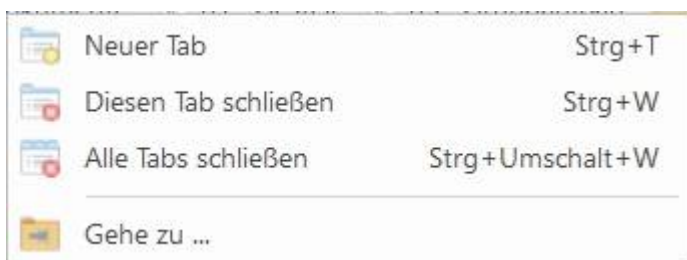 Neuer Tab Strg+T
Diesen Tab schließen Strg+W
Alle Tabs schließen Strg+Umschalt+W
Gehe zu ...